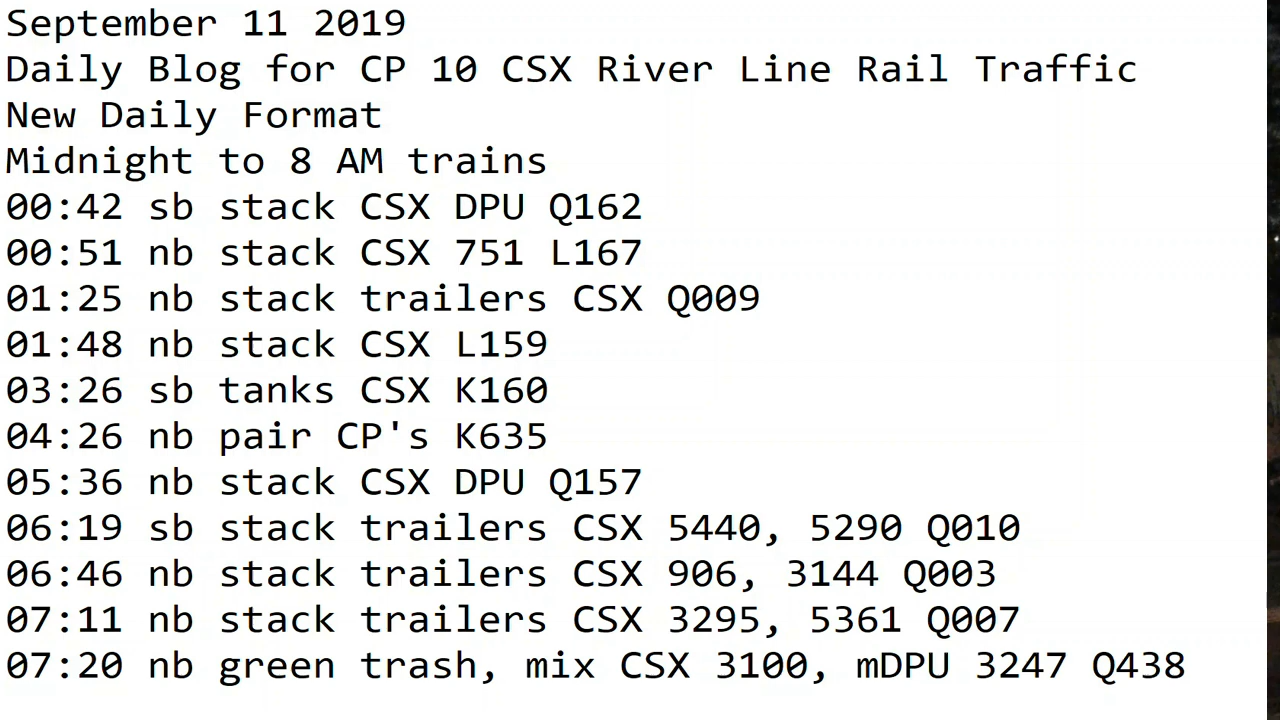 September 11 2019
Daily Blog for CP 10 CSX River Line Rail Traffic
New Daily Format
Midnight to 8 AM trains
00:42 sb stack CSX DPU Q162
00:51 nb stack CSX 751 L167
01:25 nb stack trailers CSX Q009
01:48 nb stack CSX L159
03:26 sb tanks CSX K160
04:26 nb pair CP's K635
05:36 nb stack CSX DPU Q157
06:19 sb stack trailers CSX 5440, 5290 Q010
06:46 nb stack trailers CSX 906, 3144 Q003
07:11 nb stack trailers CSX 3295, 5361 Q007
07:20 nb green trash, mix CSX 3100, mDPU 3247 Q438